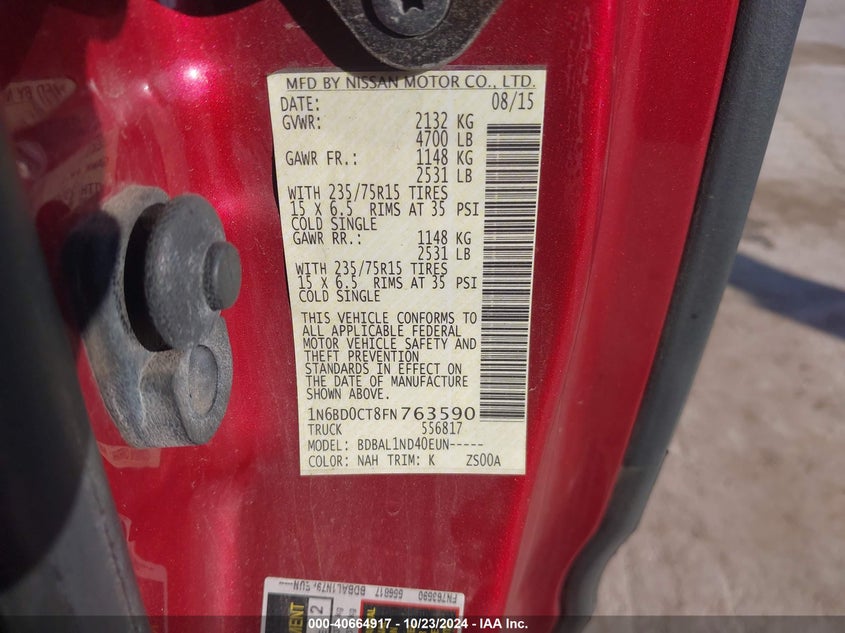 MFD BY NISSAN MOTOR CO., LTD.
DATE: 08/15
GVWR: 2132 KG
4700 LB
GAWR FR.: 1148 KG
2531 LB
WITH 235/75R15 TIRES
15 X 6.5 RIMS AT 35 PSI
COLD SINGLE
GAWR RR.: 1148 KG
2531 LB
WITH 235/75R15 TIRES
15 X 6.5 RIMS AT 35 PSI
COLD SINGLE
THIS VEHICLE CONFORMS TO
ALL APPLICABLE FEDERAL
MOTOR VEHICLE SAFETY AND
THEFT PREVENTION
STANDARDS IN EFFECT ON
THE DATE OF MANUFACTURE
SHOWN ABOVE.
1N6BD0CT8FN763590
TRUCK 556817
MODEL: BDBAL1ND40EUN-----
COLOR: NAH TRIM: K ZS00A
000-40664917 - 10/23/2024 - IAA Inc.